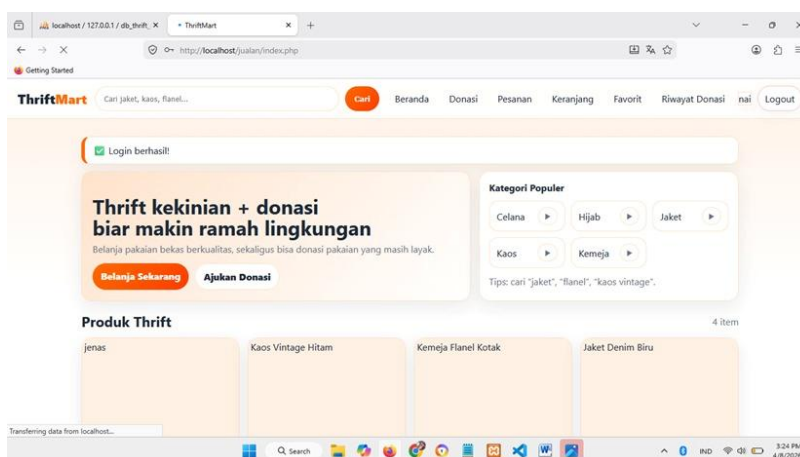 localhost / 127.0.0.1 / db_thrift_
ThriftMart
http://localhost/jualan/index.php
Getting Started
ThriftMart
Cari jaket, kaos, flanel...
Cari
Beranda
Donasi
Pesanan
Keranjang
Favorit
Riwayat Donasi
nai
Logout
Login berhasil!
Thrift kekinian + donasi
biar makin ramah lingkungan
Belanja pakaian bekas berkualitas, sekaligus bisa donasi pakaian yang masih layak.
Belanja Sekarang
Ajukan Donasi
Kategori Populer
Celana
Hijab
Jaket
Kaos
Kemeja
Tips: cari "jaket", "flanel", "kaos vintage".
Produk Thrift
4 item
jenas
Kaos Vintage Hitam
Kemeja Flanel Kotak
Jaket Denim Biru
Transferring data from localhost...
Search
IND
3:24 PM